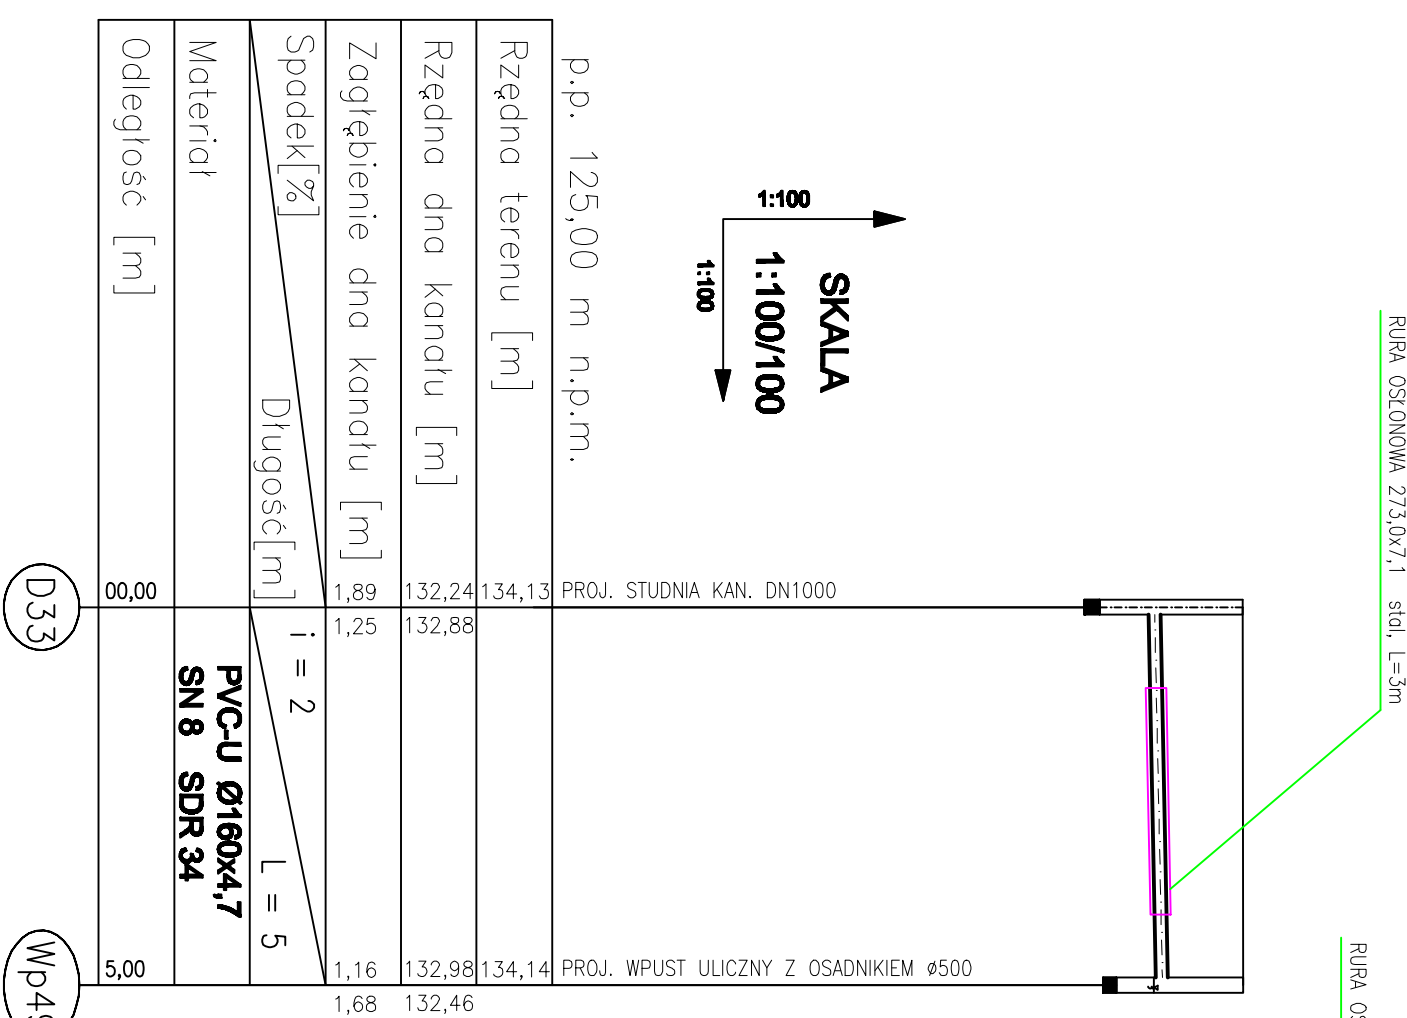 RURA OSŁONOWA 273,0x7,1 stal, L=3m
RURA
SKALA
1:100/100
1:100
1:100
p.p. 125,00 m n.p.m.
Rzędna terenu [m]
134,13
134,14
Rzędna dna kanału [m]
132,24
132,88
132,98
132,46
Zagłębienie dna kanału [m]
1,89
1,25
1,16
1,68
Spadek[%]
Długość[m]
i = 2
L = 5
Materiał
PVC-U Ø160x4,7
SN 8 SDR 34
Odległość [m]
00,00
5,00
PROJ. STUDNIA KAN. DN1000
PROJ. WPUST ULICZNY Z OSADNIKIEM ø500
D33